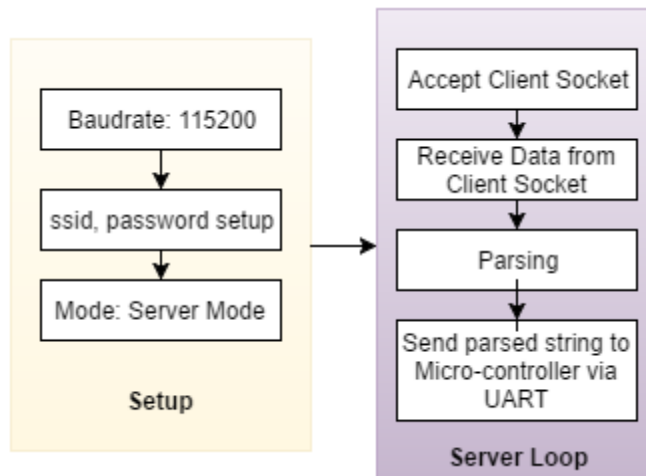 Baudrate: 115200
ssid, password setup
Mode: Server Mode
Setup
Accept Client Socket
Receive Data from
Client Socket
Parsing
Send parsed string to
Micro-controller via
UART
Server Loop